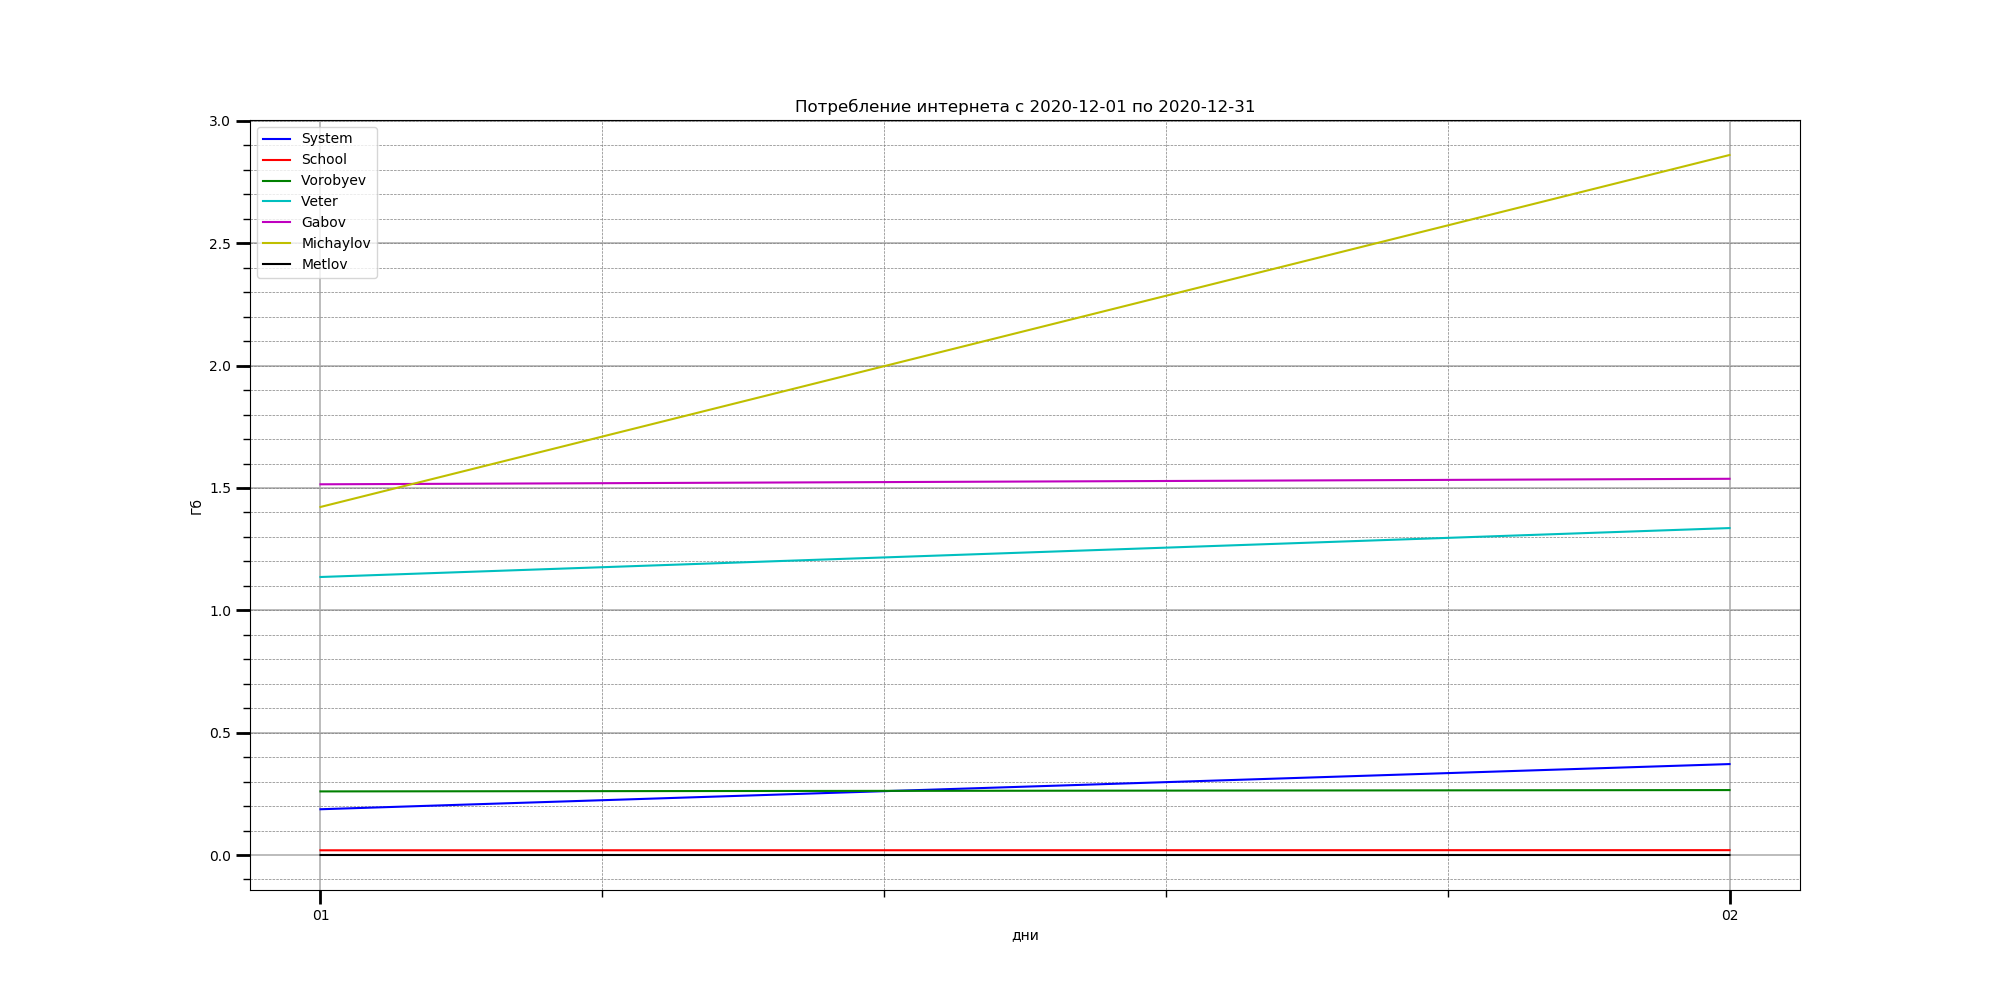 Потребление интернета с 2020-12-01 по 2020-12-31
3.0
2.5
2.0
1.5
1.0
0.5
0.0
Гб
System
School
Vorobyev
Veter
Gabov
Michaylov
Metlov
01
02
дни